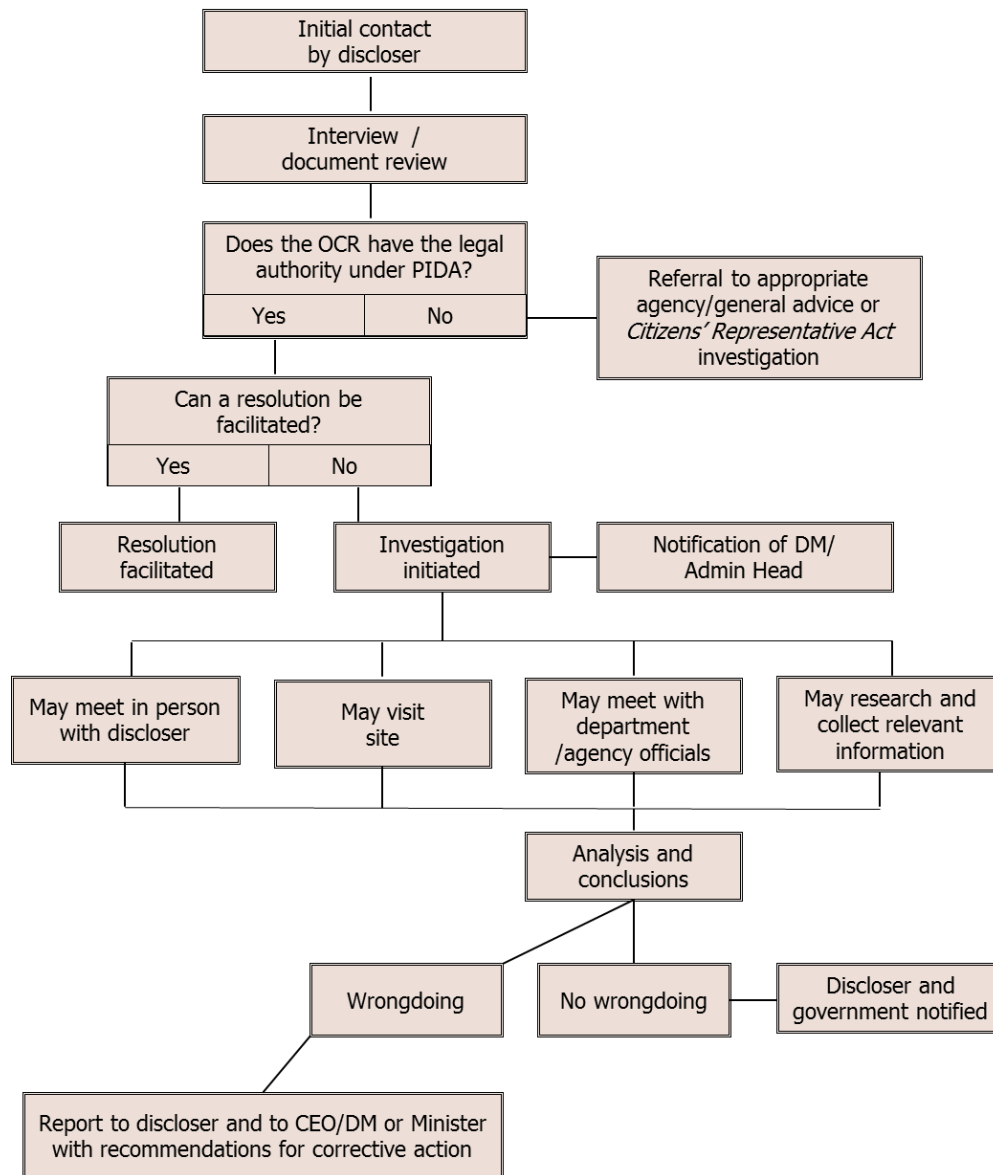 Initial contact
by discloser
Interview /
document review
Does the OCR have the legal
authority under PIDA?
Yes
No
Referral to appropriate
agency/general advice or
Citizens' Representative Act
investigation
Can a resolution be
facilitated?
Yes
No
Resolution
facilitated
Investigation
initiated
Notification of DM/
Admin Head
May meet in person
with discloser
May visit
site
May meet with
department
/agency officials
May research and
collect relevant
information
Analysis and
conclusions
Wrongdoing
No wrongdoing
Discloser and
government notified
Report to discloser and to CEO/DM or Minister
with recommendations for corrective action